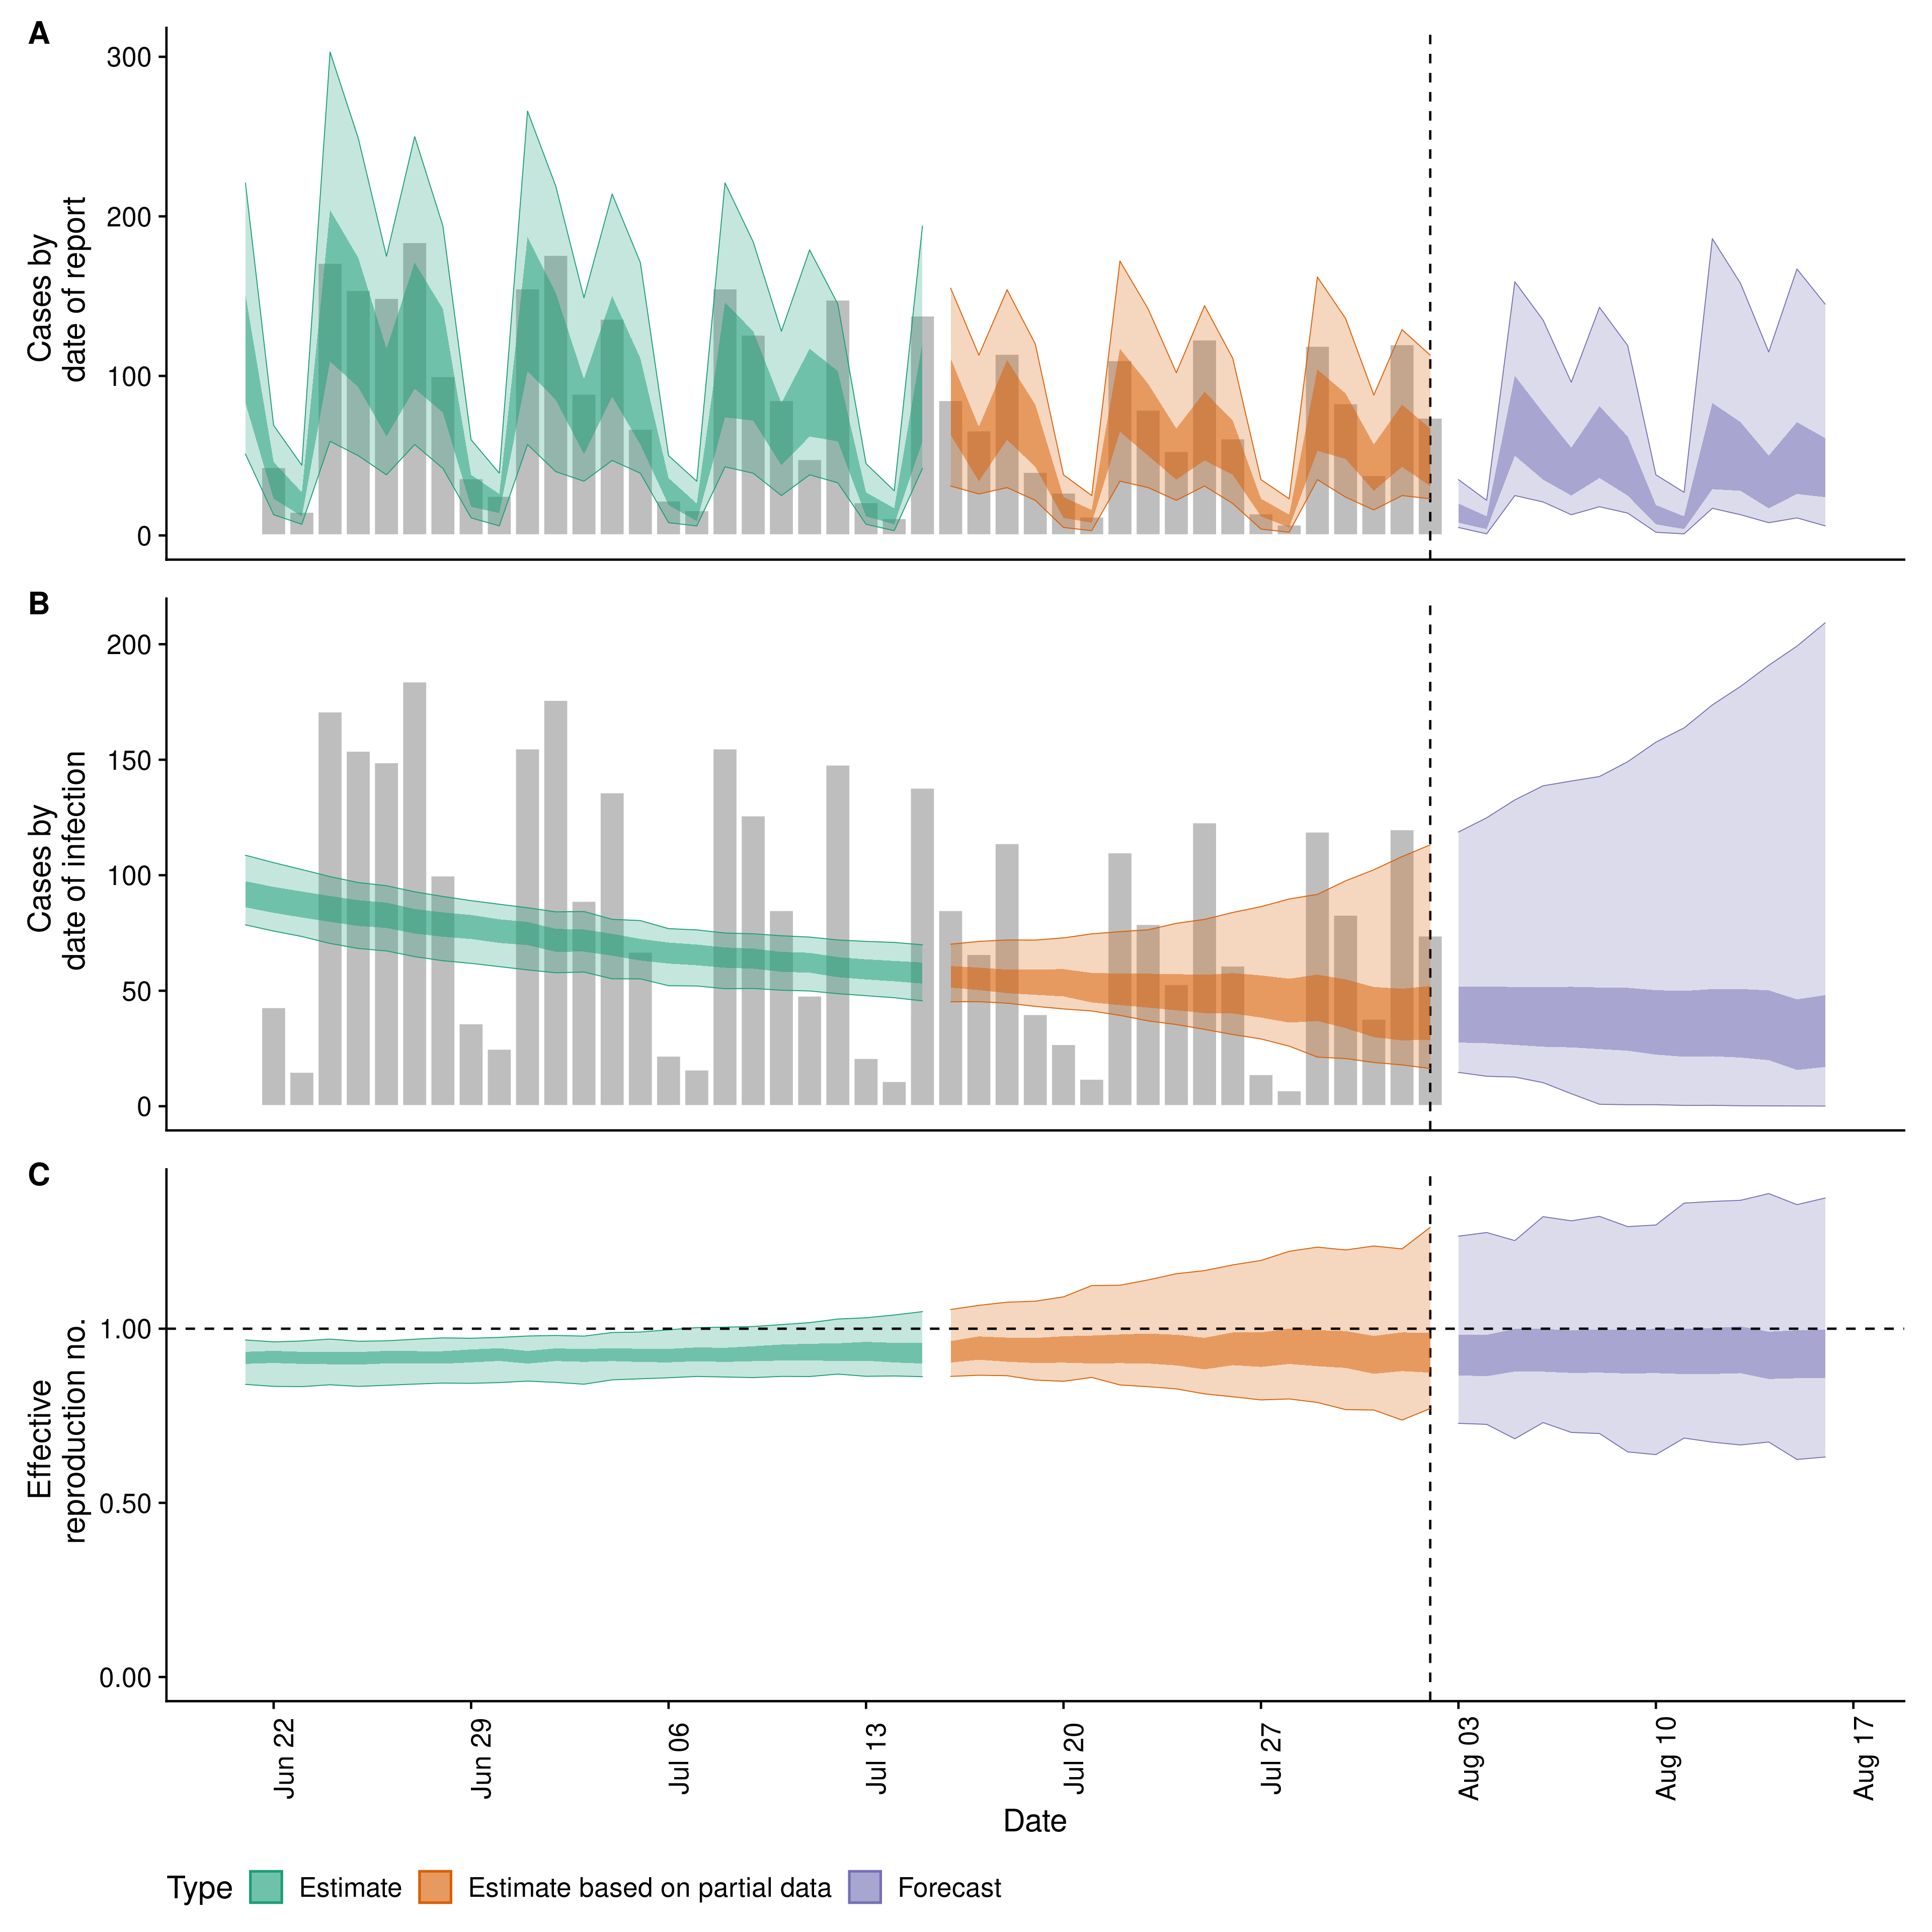 A
300
200
100
0
Cases by
date of report
B
200
150
100
50
0
Cases by
date of infection
C
1.00
0.50
0.00
Effective
reproduction no.
Jun 22
Jun 29
Jul 06
Jul 13
Jul 20
Jul 27
Aug 03
Aug 10
Aug 17
Date
Type Estimate Estimate based on partial data Forecast